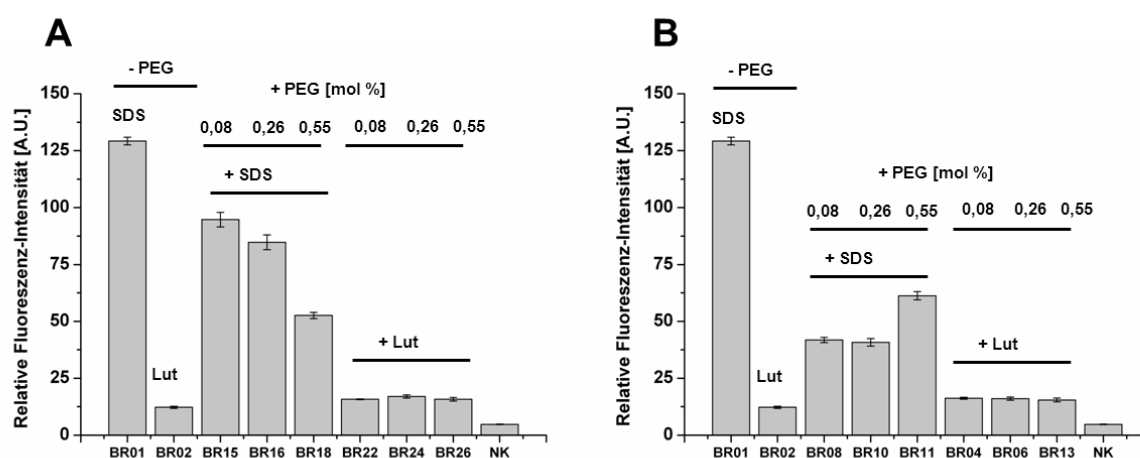 A
- PEG
SDS
+ PEG [mol %]
0,08 0,26 0,55 0,08 0,26 0,55
+ SDS
+ Lut
Lut
Relative Fluoreszenz-Intensität [A.U.]
150
125
100
75
50
25
0
BR01 BR02 BR15 BR16 BR18 BR22 BR24 BR26 NK
B
- PEG
SDS
+ PEG [mol %]
0,08 0,26 0,55 0,08 0,26 0,55
+ SDS
+ Lut
Lut
Relative Fluoreszenz-Intensität [A.U.]
150
125
100
75
50
25
0
BR01 BR02 BR08 BR10 BR11 BR04 BR06 BR13 NK